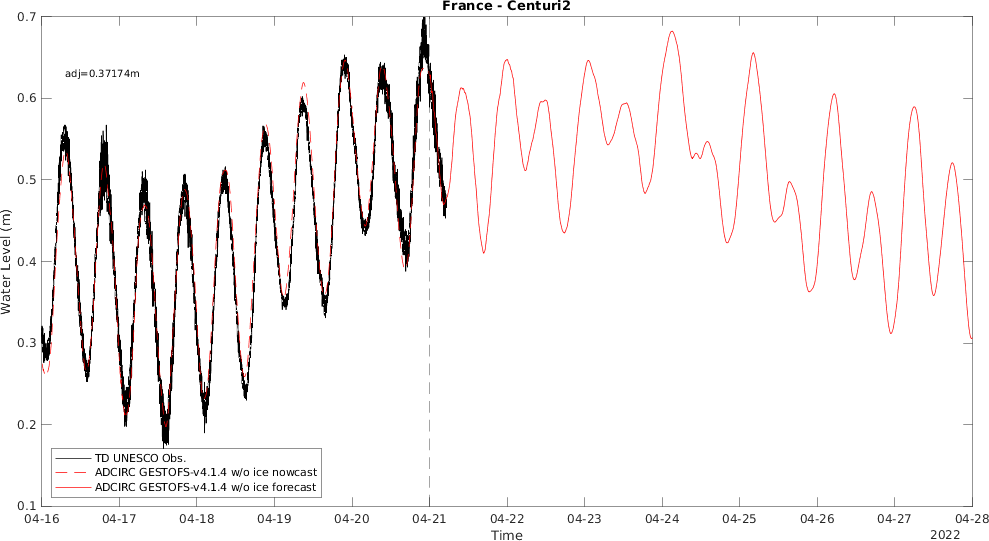 France - Centuri2
0.7
adj=0.37174m
0.6
0.5
0.4
0.3
0.2
0.1
Water Level (m)
TD UNESCO Obs.
ADCIRC GESTOFS-v4.1.4 w/o ice nowcast
ADCIRC GESTOFS-v4.1.4 w/o ice forecast
04-16 04-17 04-18 04-19 04-20 04-21 04-22 04-23 04-24 04-25 04-26 04-27 04-28
Time
2022